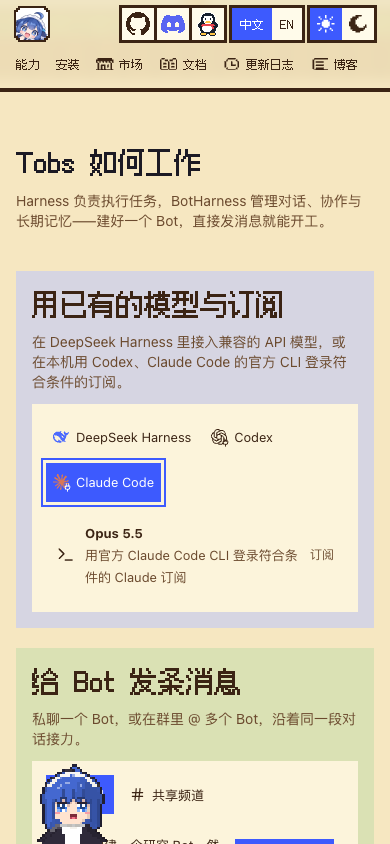 中文 EN
能力 安装 市场 文档 更新日志 博客
Tobs 如何工作
Harness 负责执行任务，BotHarness 管理对话、协作与
长期记忆——建好一个 Bot，直接发消息就能开工。
用已有的模型与订阅
在 DeepSeek Harness 里接入兼容的 API 模型，或
在本机用 Codex、Claude Code 的官方 CLI 登录符
合条件的订阅。
DeepSeek Harness Codex
Claude Code
Opus 5.5
用官方 Claude Code CLI 登录符合条 订阅
件的 Claude 订阅
给 Bot 发条消息
私聊一个 Bot，或在群里 @ 多个 Bot，沿着同一段对
话接力。
# 共享频道